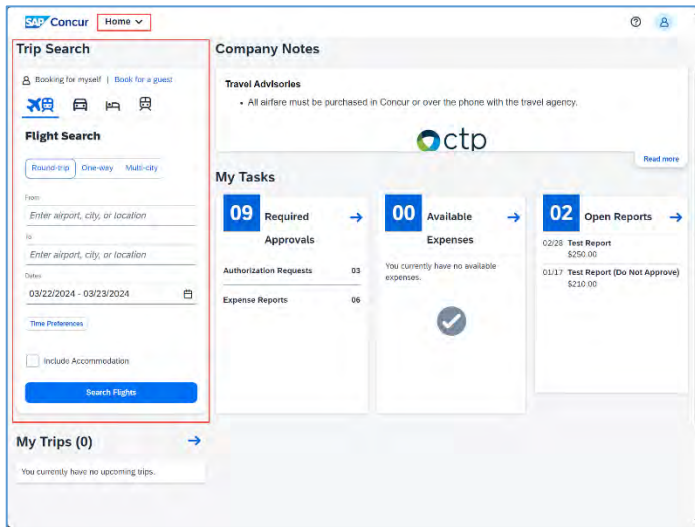 SAP Concur Home
Trip Search
Booking for myself | Book for a guest
Flight Search
Round-trip One-way Multi-city
From
Enter airport, city, or location
To
Enter airport, city, or location
Dates
03/22/2024 - 03/23/2024
Time Preferences
Include Accommodation
Search Flights
My Trips (0)
You currently have no upcoming trips.
Company Notes
Travel Advisories
• All airfare must be purchased in Concur or over the phone with the travel agency.
ctp
Read more
My Tasks
09 Required
Approvals
Authorization Requests 03
Expense Reports 06
00 Available
Expenses
You currently have no available
expenses.
02 Open Reports
02/28 Test Report
$250.00
01/17 Test Report (Do Not Approve)
$210.00